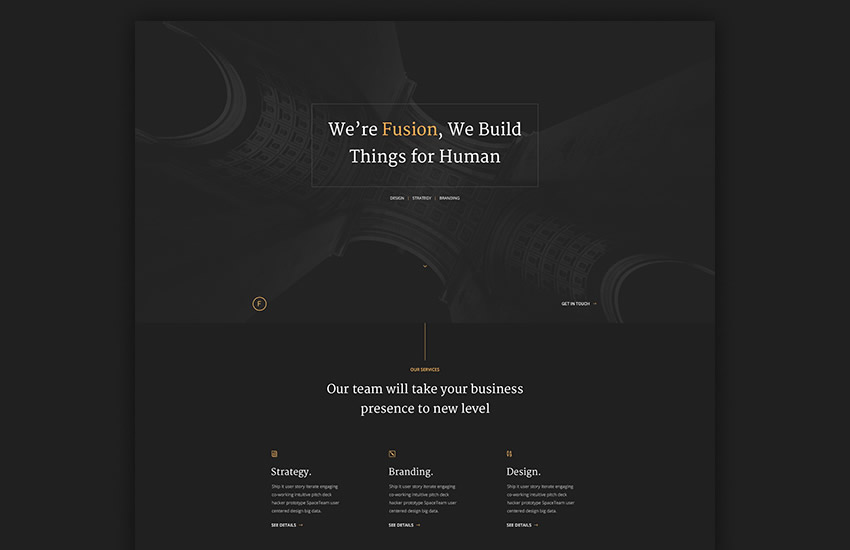 We're Fusion, We Build
Things for Human
DESIGN | STRATEGY | BRANDING
F
GET IN TOUCH →
OUR SERVICES
Our team will take your business
presence to new level
Strategy.
Ship it user story iterate engaging
co-working intuitive pitch deck
hacker prototype SpaceTeam user
centered design big data.
SEE DETAILS →
Branding.
Ship it user story iterate engaging
co-working intuitive pitch deck
hacker prototype SpaceTeam user
centered design big data.
SEE DETAILS →
Design.
Ship it user story iterate engaging
co-working intuitive pitch deck
hacker prototype SpaceTeam user
centered design big data.
SEE DETAILS →